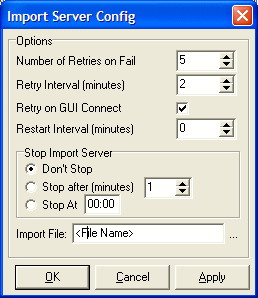 Import Server Config
Options
Number of Retries on Fail 5
Retry Interval (minutes) 2
Retry on GUI Connect
Restart Interval (minutes) 0
Stop Import Server
Don't Stop
Stop after (minutes) 1
Stop At 00:00
Import File: <File Name> ...
OK Cancel Apply